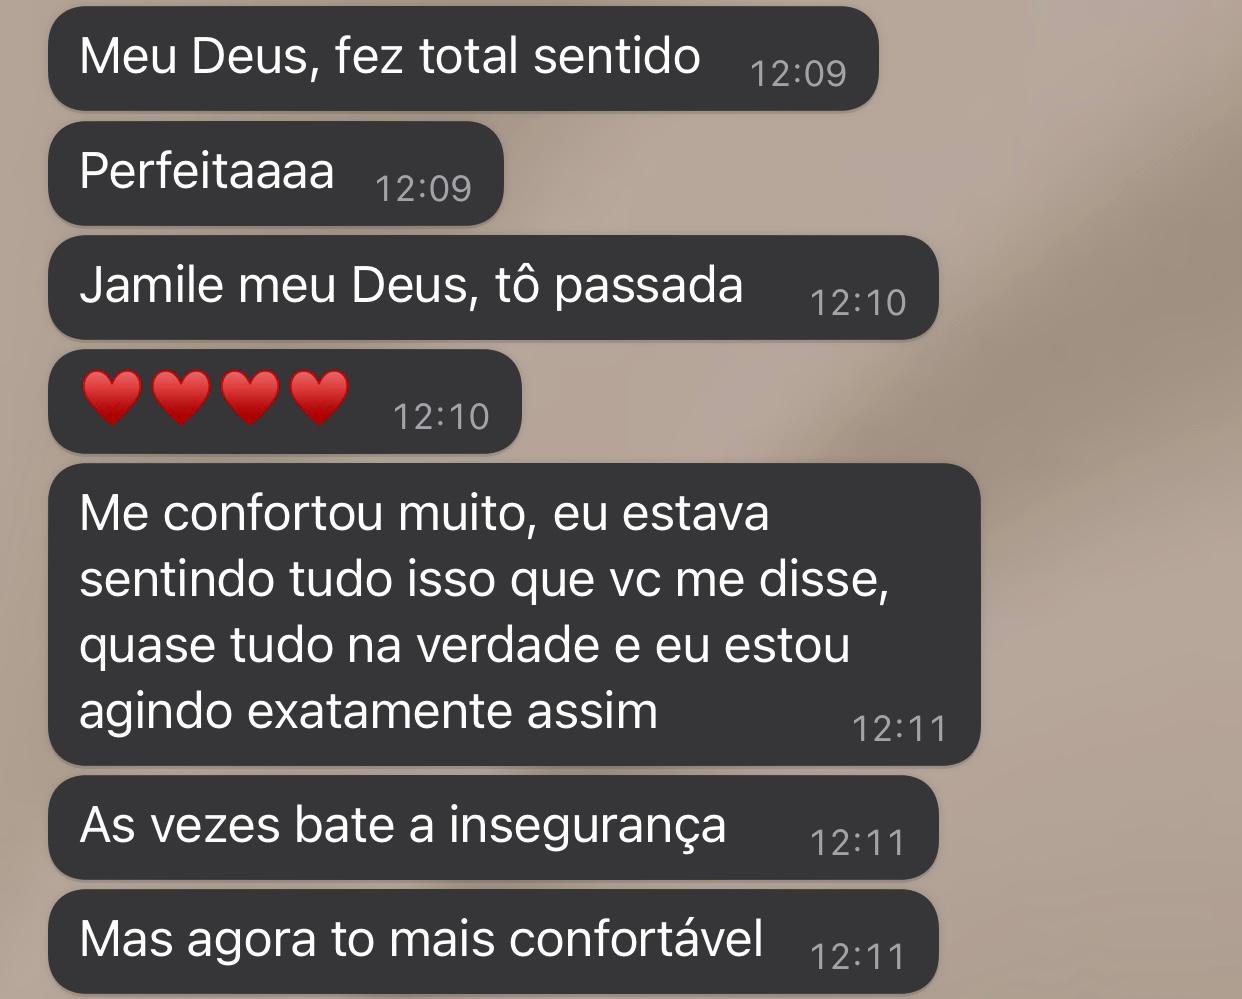 Meu Deus, fez total sentido 12:09
Perfeitaaaa 12:09
Jamile meu Deus, tô passada 12:10
♥️♥️♥️♥️ 12:10
Me confortou muito, eu estava
sentindo tudo isso que vc me disse,
quase tudo na verdade e eu estou
agindo exatamente assim 12:11
As vezes bate a insegurança 12:11
Mas agora to mais confortável 12:11